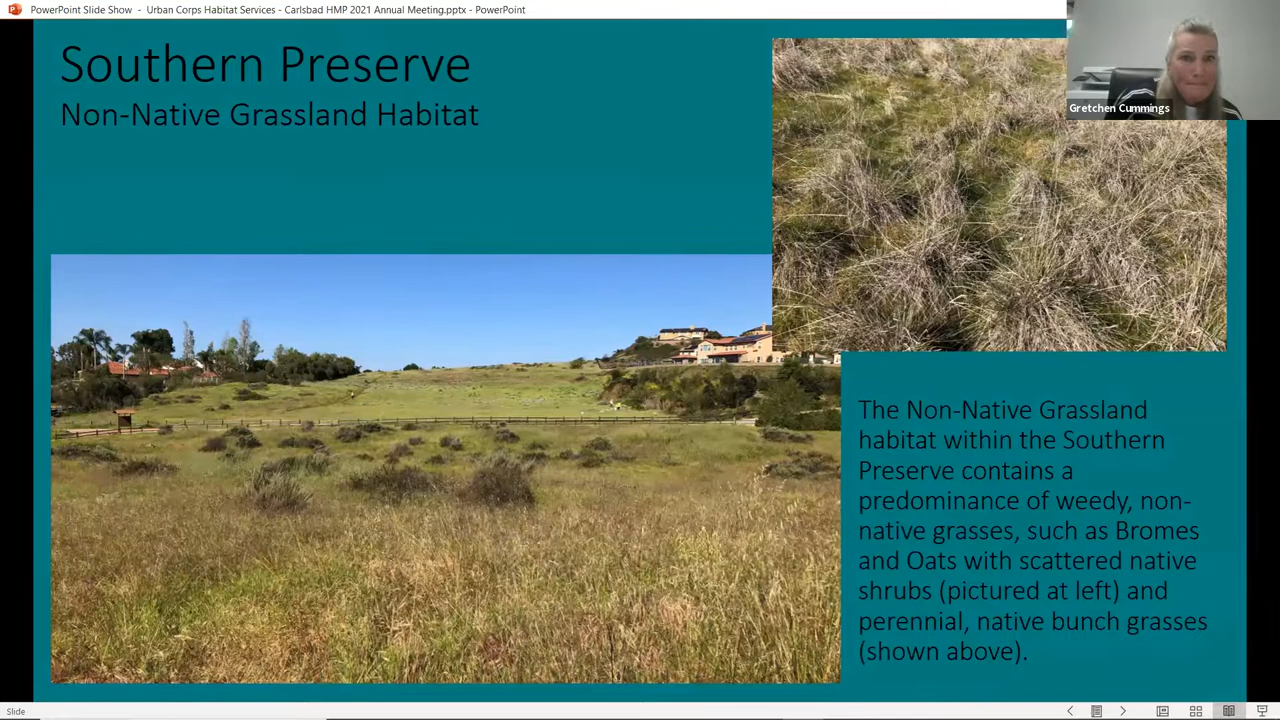 PowerPoint Slide Show - Urban Corps Habitat Services - Carlsbad HMP 2021 Annual Meeting.pptx - PowerPoint
Southern Preserve
Non-Native Grassland Habitat
Gretchen Cummings
The Non-Native Grassland
habitat within the Southern
Preserve contains a
predominance of weedy, non-
native grasses, such as Bromes
and Oats with scattered native
shrubs (pictured at left) and
perennial, native bunch grasses
(shown above).
Slide